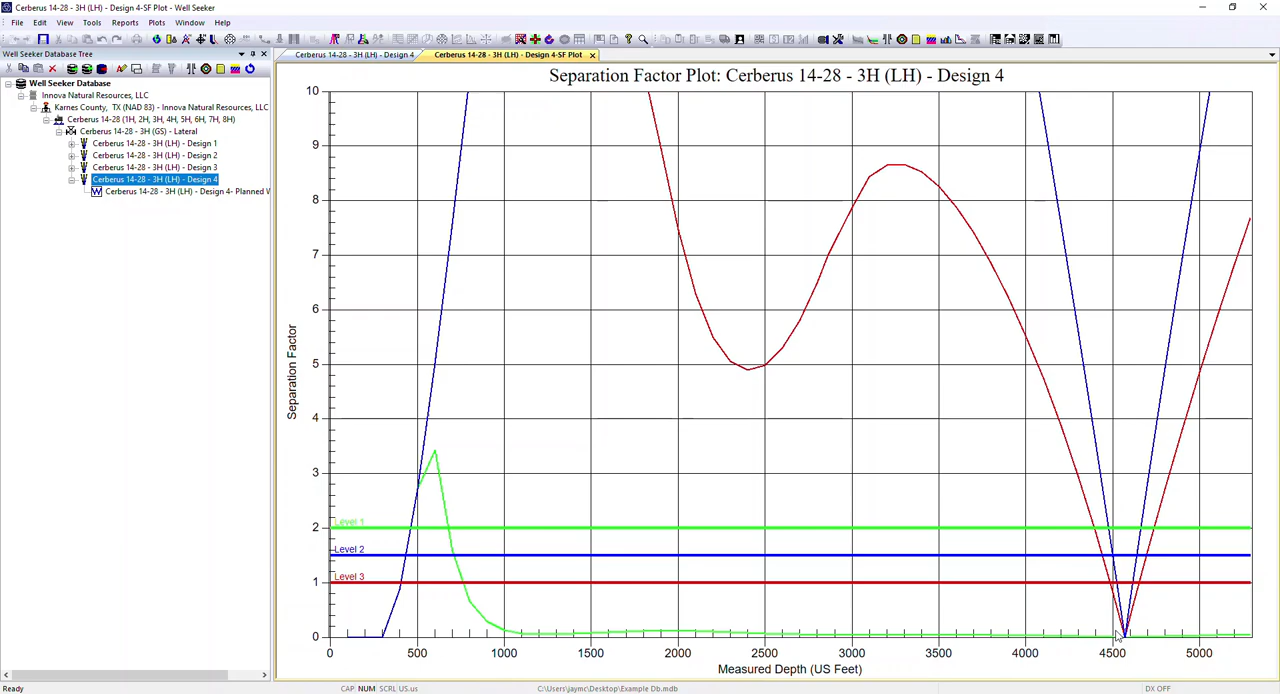 Cerberus 14-28 - 3H (LH) - Design 4-SF Plot - Well Seeker
File Edit View Tools Reports Plots Window Help
Well Seeker Database Tree
Cerberus 14-28 - 3H (LH) - Design 4
Cerberus 14-28 - 3H (LH) - Design 4-SF Plot
Well Seeker Database
Innova Natural Resources, LLC
Karnes County, TX (NAD 83) - Innova Natural Resources, LLC
Cerberus 14-28 (1H, 2H, 3H, 4H, 5H, 6H, 7H, 8H)
Cerberus 14-28 - 3H (GS) - Lateral
Cerberus 14-28 - 3H (LH) - Design 1
Cerberus 14-28 - 3H (LH) - Design 2
Cerberus 14-28 - 3H (LH) - Design 3
Cerberus 14-28 - 3H (LH) - Design 4
Cerberus 14-28 - 3H (LH) - Design 4- Planned W
Separation Factor Plot: Cerberus 14-28 - 3H (LH) - Design 4
Separation Factor
10
9
8
7
6
5
4
3
2
1
0
Level 1
Level 2
Level 3
0 500 1000 1500 2000 2500 3000 3500 4000 4500 5000
Measured Depth (US Feet)
Ready
CAP NUM SCRL US.us
C:\Users\jaymc\Desktop\Example Db.mdb
DX OFF